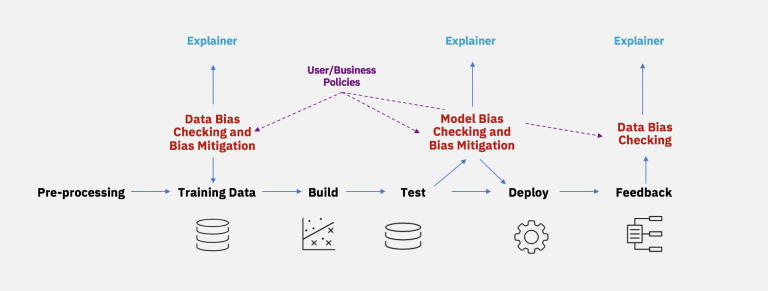 Explainer
Explainer
Explainer
User/Business
Policies
Data Bias
Checking and
Bias Mitigation
Model Bias
Checking and
Bias Mitigation
Data Bias
Checking
Pre-processing
Training Data
Build
Test
Deploy
Feedback